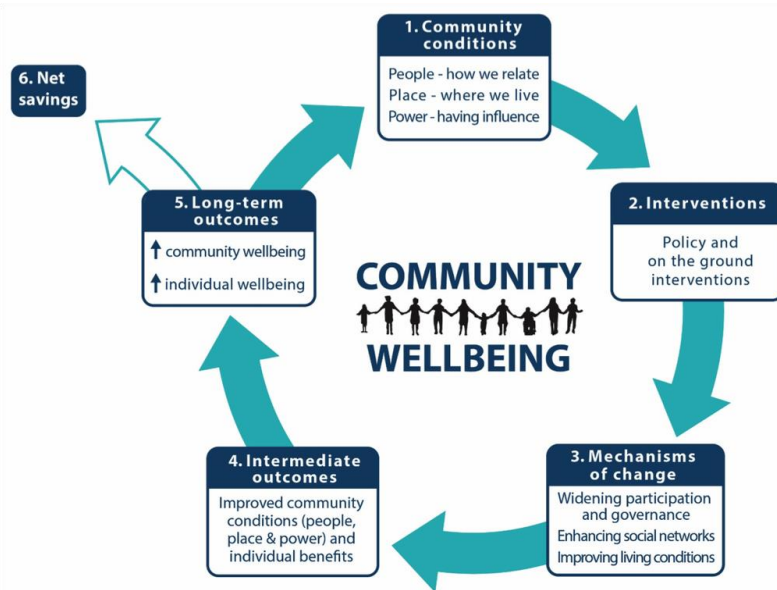 1. Community
conditions
People - how we relate
Place - where we live
Power - having influence
6. Net
savings
2. Interventions
Policy and
on the ground
interventions
5. Long-term
outcomes
community wellbeing
individual wellbeing
COMMUNITY
WELLBEING
3. Mechanisms
of change
Widening participation
and governance
Enhancing social networks
Improving living conditions
4. Intermediate
outcomes
Improved community
conditions (people,
place & power) and
individual benefits